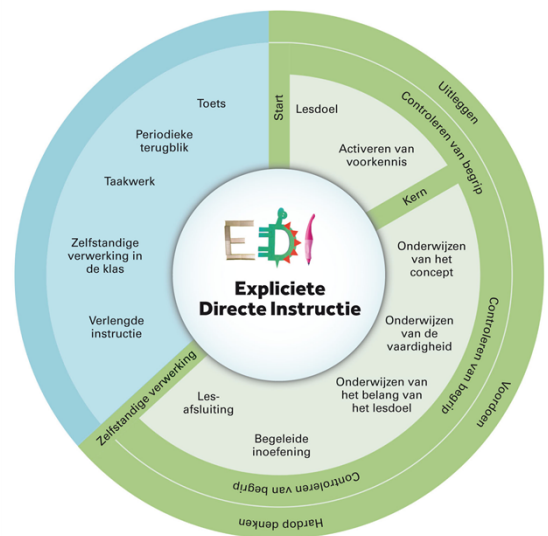 EDI
Expliciete
Directe Instructie
Start
Lesdoel
Activeren van
voorkennis
Kern
Onderwijzen
van het
concept
Onderwijzen
van de
vaardigheid
Onderwijzen van
het belang van
het lesdoel
Begeleide
inoefening
Les-
afsluiting
Zelfstandige verwerking
Verlengde
instructie
Zelfstandige
verwerking in
de klas
Taakwerk
Periodieke
terugblik
Toets
Controleren van begrip
Controleren van begrip
Controleren van begrip
Uitleggen
Voordoen
Hardop denken